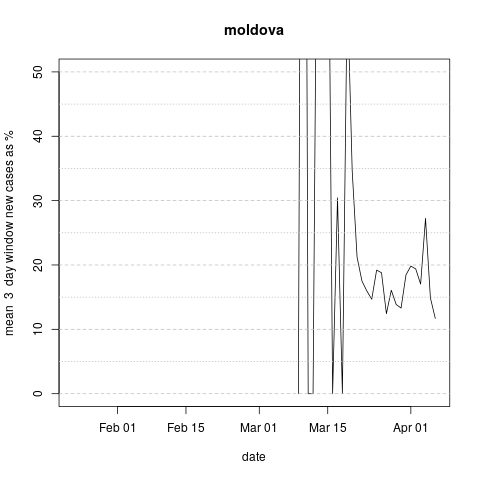 moldova
50
40
30
20
10
0
mean  3  day window new cases as %
Feb 01
Feb 15
Mar 01
Mar 15
Apr 01
date